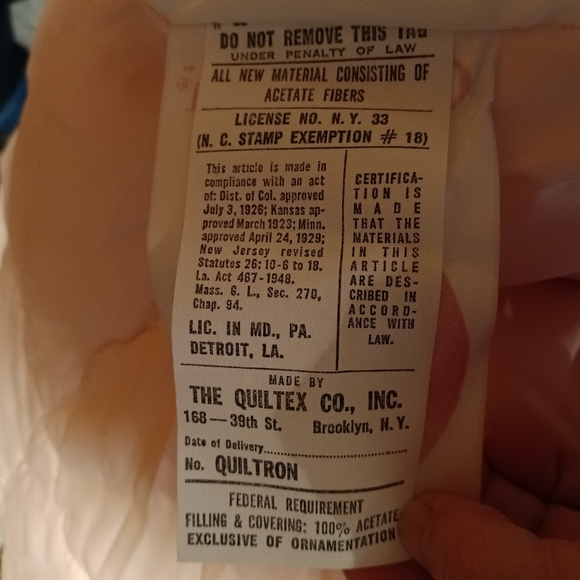 DO NOT REMOVE THIS TAG
UNDER PENALTY OF LAW
ALL NEW MATERIAL CONSISTING OF
ACETATE FIBERS
LICENSE NO. N.Y. 33
(N. C. STAMP EXEMPTION # 18)
This article is made in
compliance with an act
of: Dist. of Col. approved
July 3, 1926; Kansas ap-
proved March 1923; Minn.
approved April 24, 1929;
New Jersey revised
Statutes 26: 10-6 to 18.
La. Act 467-1948.
Mass. G. L., Sec. 270,
Chap. 94.
LIC. IN MD., PA.
DETROIT, LA.
CERTIFICA-
TION IS
MADE
THAT THE
MATERIALS
IN THIS
ARTICLE
ARE DES-
CRIBED IN
ACCORD-
ANCE WITH
LAW.
MADE BY
THE QUILTEX CO., INC.
168—39th St. Brooklyn, N.Y.
Date of Delivery
No. QUILTRON
FEDERAL REQUIREMENT
FILLING & COVERING: 100% ACETATE
EXCLUSIVE OF ORNAMENTATION